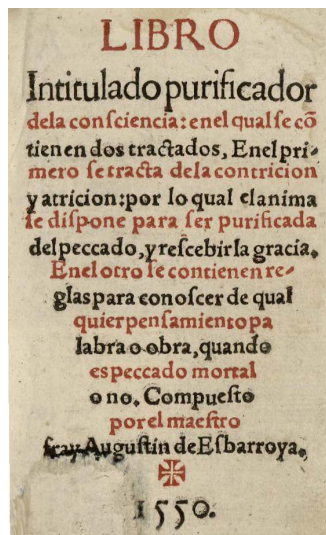 LIBRO
Intitulado purificador
dela conſciencia: enel qual ſe cõ
tienen dos tractados, Enel pri-
mero ſe tracta dela contricion
y atricion: por lo qual el anima
ſe diſpone para ſer purificada
del peccado, y reſcebir la gracia.
Enel otro ſe contienen re-
glas para conoſcer de qual
quier penſamiento pa
labra o obra, quando
es peccado mortal
o no. Compueſto
por el maeſtro
fray Auguſtin de Eſbarroya.
1550.